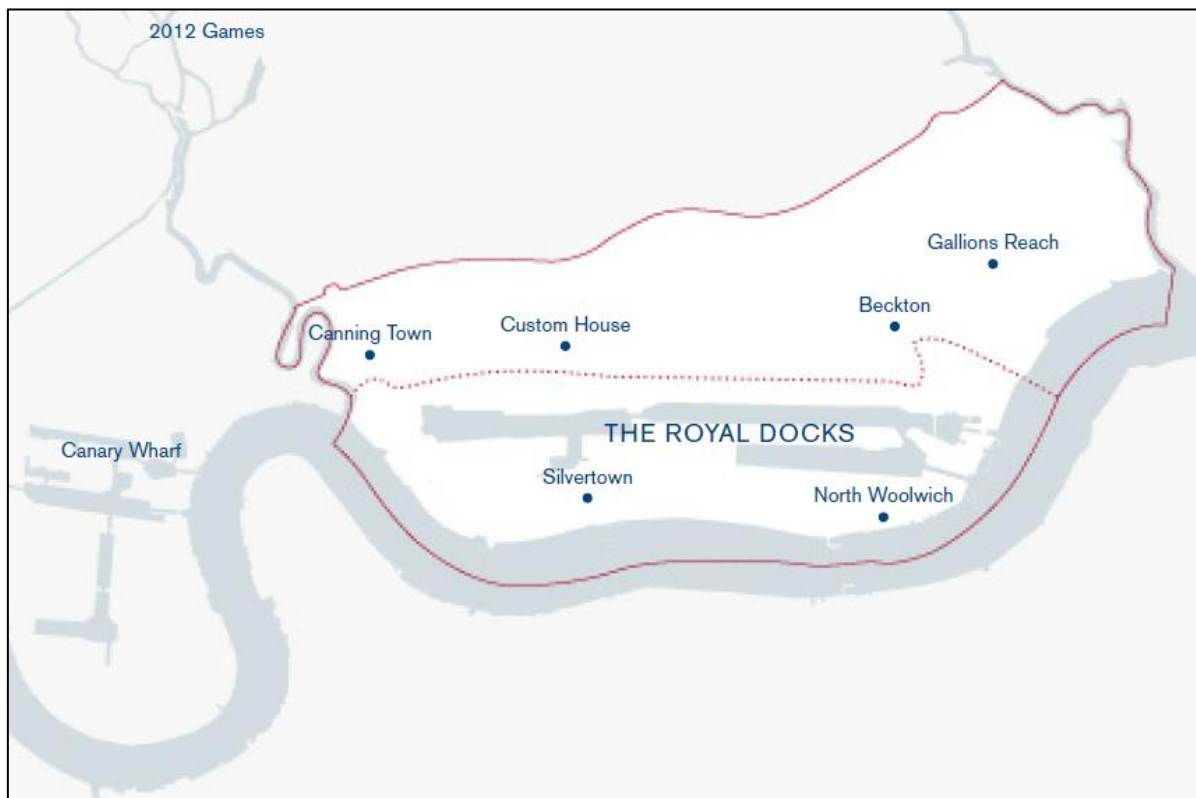 2012 Games
Gallions Reach
Beckton
Custom House
Canning Town
THE ROYAL DOCKS
Canary Wharf
Silvertown
North Woolwich